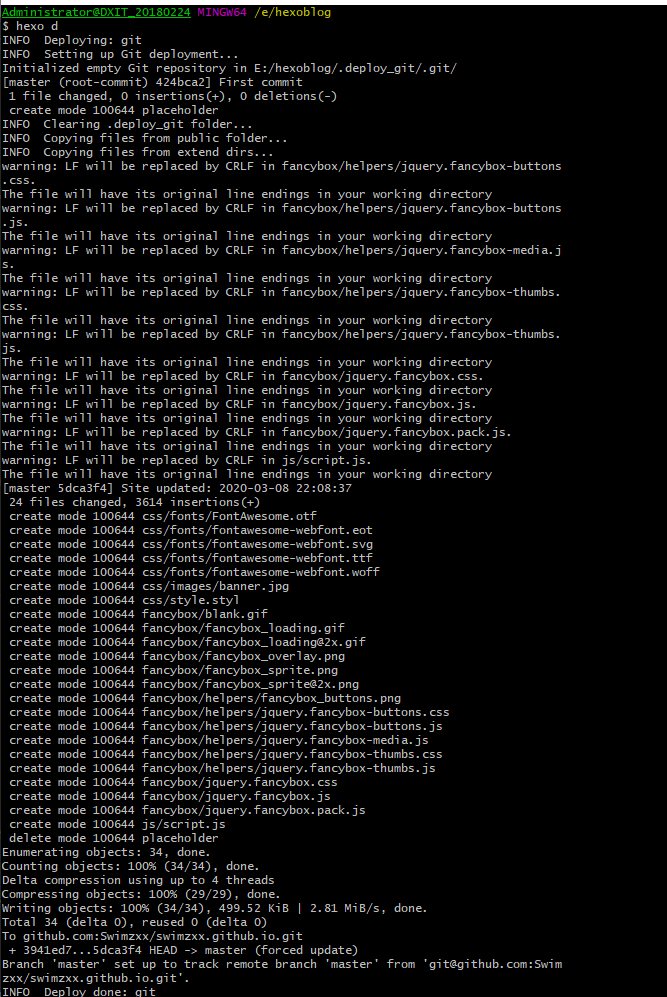 Administrator@DXIT_20180224 MINGW64 /e/hexoblog
$ hexo d
INFO  Deploying: git
INFO  Setting up Git deployment...
Initialized empty Git repository in E:/hexoblog/.deploy_git/.git/
[master (root-commit) 424bca2] First commit
 1 file changed, 0 insertions(+), 0 deletions(-)
 create mode 100644 placeholder
INFO  Clearing .deploy_git folder...
INFO  Copying files from public folder...
INFO  Copying files from extend dirs...
warning: LF will be replaced by CRLF in fancybox/helpers/jquery.fancybox-buttons
.css.
The file will have its original line endings in your working directory
warning: LF will be replaced by CRLF in fancybox/helpers/jquery.fancybox-buttons
.js.
The file will have its original line endings in your working directory
warning: LF will be replaced by CRLF in fancybox/helpers/jquery.fancybox-media.j
s.
The file will have its original line endings in your working directory
warning: LF will be replaced by CRLF in fancybox/helpers/jquery.fancybox-thumbs.
css.
The file will have its original line endings in your working directory
warning: LF will be replaced by CRLF in fancybox/helpers/jquery.fancybox-thumbs.
js.
The file will have its original line endings in your working directory
warning: LF will be replaced by CRLF in fancybox/jquery.fancybox.css.
The file will have its original line endings in your working directory
warning: LF will be replaced by CRLF in fancybox/jquery.fancybox.js.
The file will have its original line endings in your working directory
warning: LF will be replaced by CRLF in fancybox/jquery.fancybox.pack.js.
The file will have its original line endings in your working directory
warning: LF will be replaced by CRLF in js/script.js.
The file will have its original line endings in your working directory
[master 5dca3f4] Site updated: 2020-03-08 22:08:37
 24 files changed, 3614 insertions(+)
 create mode 100644 css/fonts/FontAwesome.otf
 create mode 100644 css/fonts/fontawesome-webfont.eot
 create mode 100644 css/fonts/fontawesome-webfont.svg
 create mode 100644 css/fonts/fontawesome-webfont.ttf
 create mode 100644 css/fonts/fontawesome-webfont.woff
 create mode 100644 css/images/banner.jpg
 create mode 100644 css/style.styl
 create mode 100644 fancybox/blank.gif
 create mode 100644 fancybox/fancybox_loading.gif
 create mode 100644 fancybox/fancybox_loading@2x.gif
 create mode 100644 fancybox/fancybox_overlay.png
 create mode 100644 fancybox/fancybox_sprite.png
 create mode 100644 fancybox/fancybox_sprite@2x.png
 create mode 100644 fancybox/helpers/fancybox_buttons.png
 create mode 100644 fancybox/helpers/jquery.fancybox-buttons.css
 create mode 100644 fancybox/helpers/jquery.fancybox-buttons.js
 create mode 100644 fancybox/helpers/jquery.fancybox-media.js
 create mode 100644 fancybox/helpers/jquery.fancybox-thumbs.css
 create mode 100644 fancybox/helpers/jquery.fancybox-thumbs.js
 create mode 100644 fancybox/jquery.fancybox.css
 create mode 100644 fancybox/jquery.fancybox.js
 create mode 100644 fancybox/jquery.fancybox.pack.js
 create mode 100644 js/script.js
 delete mode 100644 placeholder
Enumerating objects: 34, done.
Counting objects: 100% (34/34), done.
Delta compression using up to 4 threads
Compressing objects: 100% (29/29), done.
Writing objects: 100% (34/34), 499.52 KiB | 2.81 MiB/s, done.
Total 34 (delta 0), reused 0 (delta 0)
To github.com:Swimzxx/swimzxx.github.io.git
 + 3941ed7...5dca3f4 HEAD -> master (forced update)
Branch 'master' set up to track remote branch 'master' from 'git@github.com:Swim
zxx/swimzxx.github.io.git'.
INFO  Deploy done: git